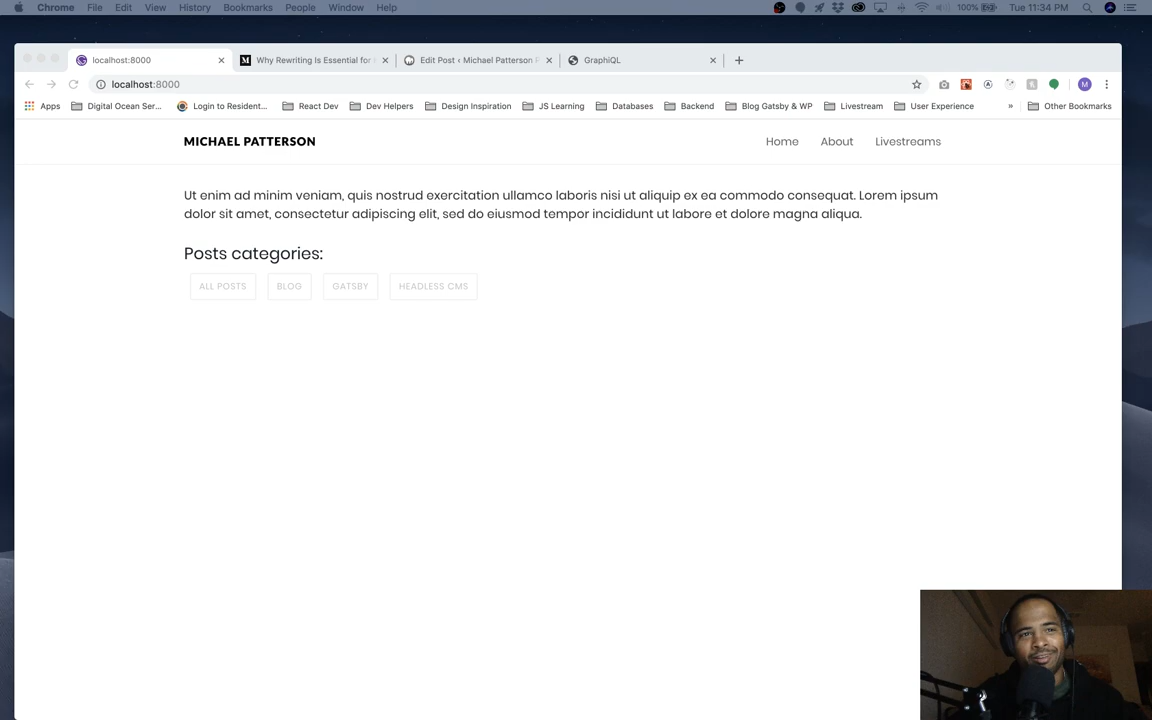 Chrome File Edit View History Bookmarks People Window Help 100% Tue 11:34 PM
localhost:8000 Why Rewriting Is Essential for Edit Post ‹ Michael Patterson GraphiQL
localhost:8000
Apps Digital Ocean Ser... Login to Resident... React Dev Dev Helpers Design Inspiration JS Learning Databases Backend Blog Gatsby & WP Livestream User Experience » Other Bookmarks
MICHAEL PATTERSON Home About Livestreams
Ut enim ad minim veniam, quis nostrud exercitation ullamco laboris nisi ut aliquip ex ea commodo consequat. Lorem ipsum
dolor sit amet, consectetur adipiscing elit, sed do eiusmod tempor incididunt ut labore et dolore magna aliqua.
Posts categories:
ALL POSTS BLOG GATSBY HEADLESS CMS